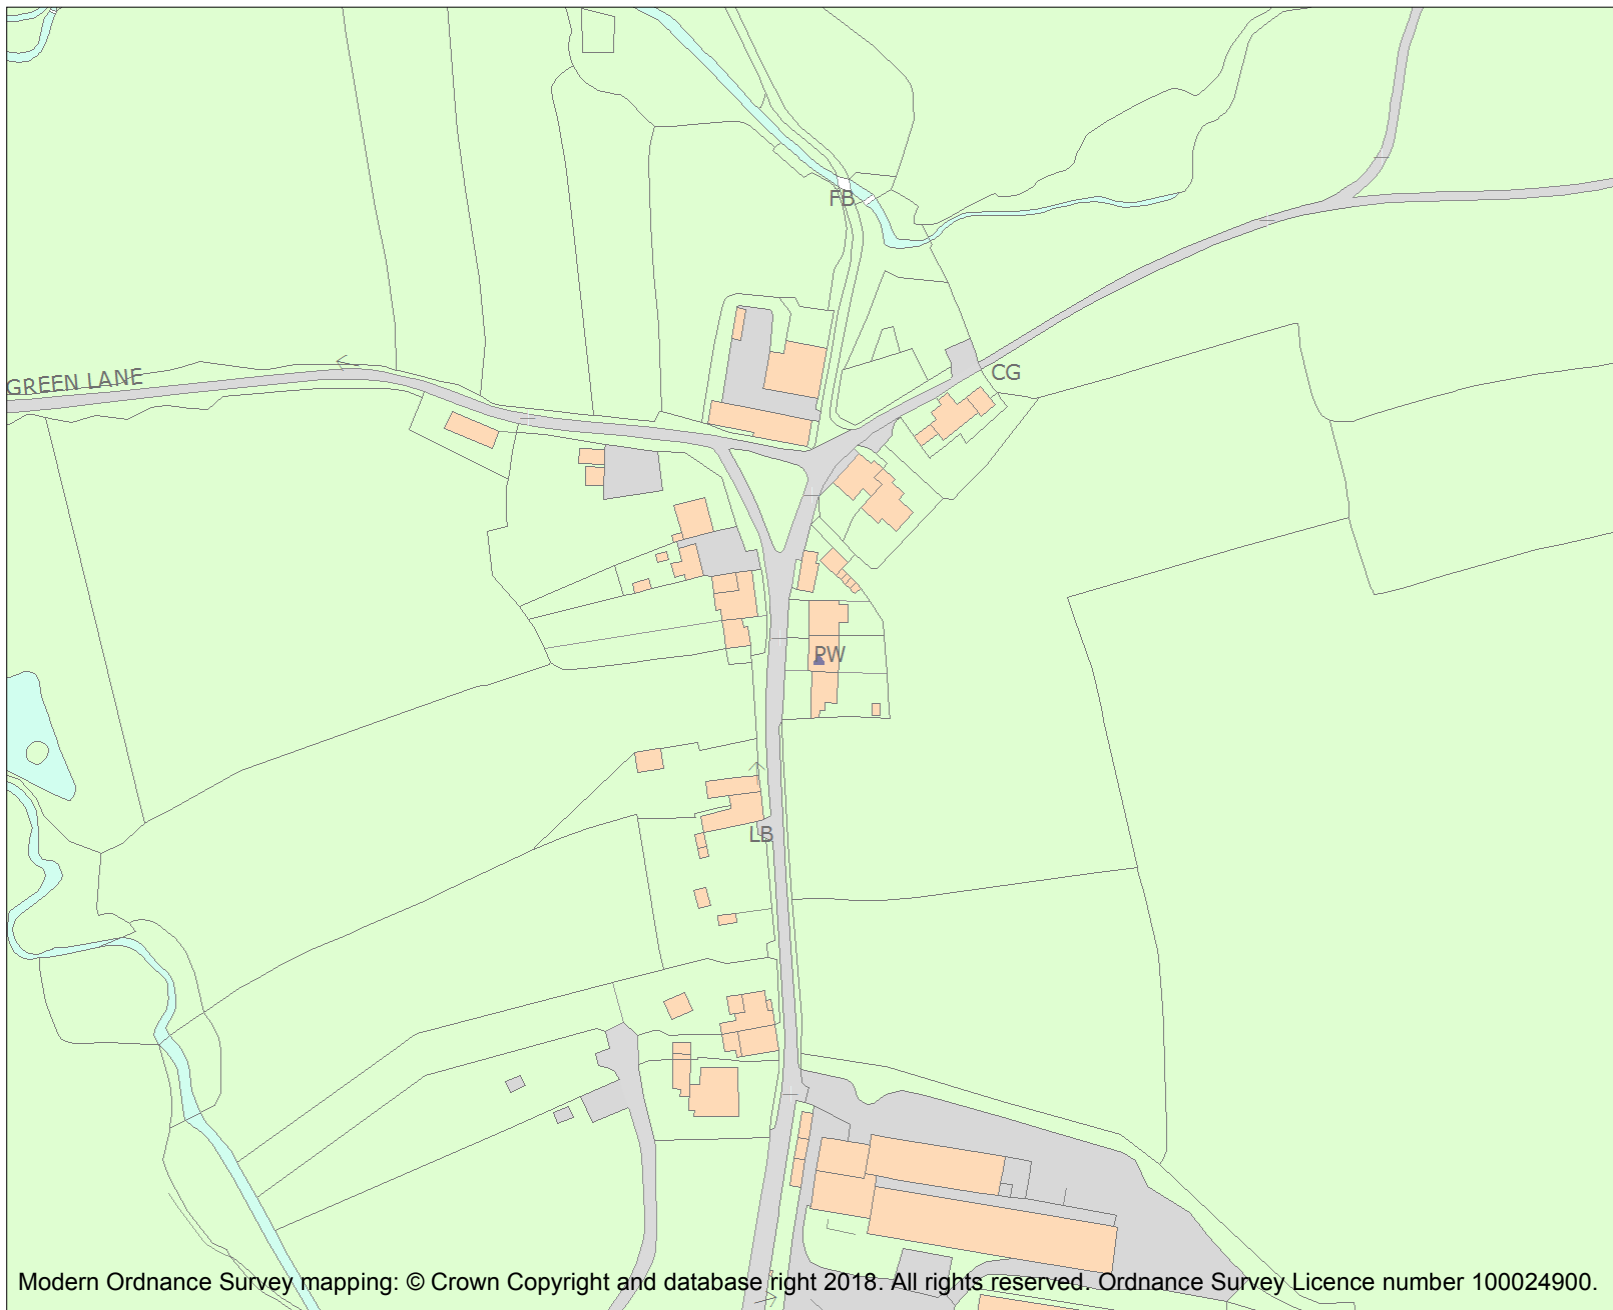 FB
CG
GREEN LANE
PW
LB
Modern Ordnance Survey mapping: © Crown Copyright and database right 2018. All rights reserved. Ordnance Survey Licence number 100024900.